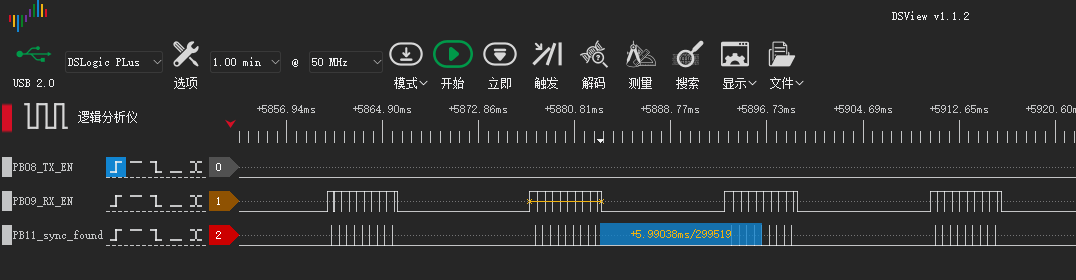 DSView v1.1.2
USB 2.0
DSLogic PLus
选项
1.00 min @ 50 MHz
模式 开始 立即 触发 解码 测量 搜索 显示 文件
逻辑分析仪
+5856.94ms +5864.90ms +5872.86ms +5880.81ms +5888.77ms +5896.73ms +5904.69ms +5912.65ms +5920.60m
PB08_TX_EN 0
PB09_RX_EN 1
PB11_sync_found 2
+5.99038ms/299519